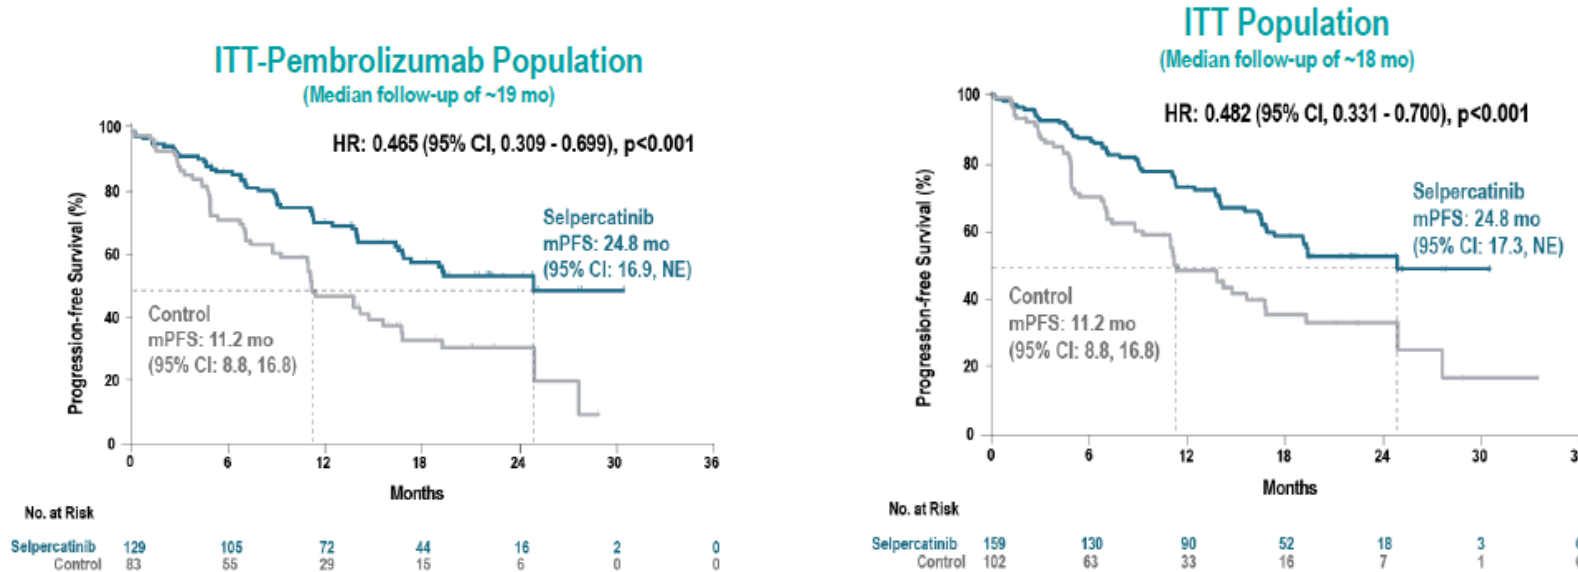 ITT-Pembrolizumab Population
(Median follow-up of ~19 mo)
HR: 0.465 (95% CI, 0.309 - 0.699), p<0.001
Progression-free Survival (%)
100
80
60
40
20
0
Selpercatinib
mPFS: 24.8 mo
(95% CI: 16.9, NE)
Control
mPFS: 11.2 mo
(95% CI: 8.8, 16.8)
0 6 12 18 24 30 36
Months
No. at Risk
Selpercatinib 129 105 72 44 16 2 0
Control 83 55 29 15 6 0 0
ITT Population
(Median follow-up of ~18 mo)
HR: 0.482 (95% CI, 0.331 - 0.700), p<0.001
Progression-free Survival (%)
100
80
60
40
20
0
Selpercatinib
mPFS: 24.8 mo
(95% CI: 17.3, NE)
Control
mPFS: 11.2 mo
(95% CI: 8.8, 16.8)
0 6 12 18 24 30
Months
No. at Risk
Selpercatinib 159 130 90 52 18 3
Control 102 63 33 16 7 1